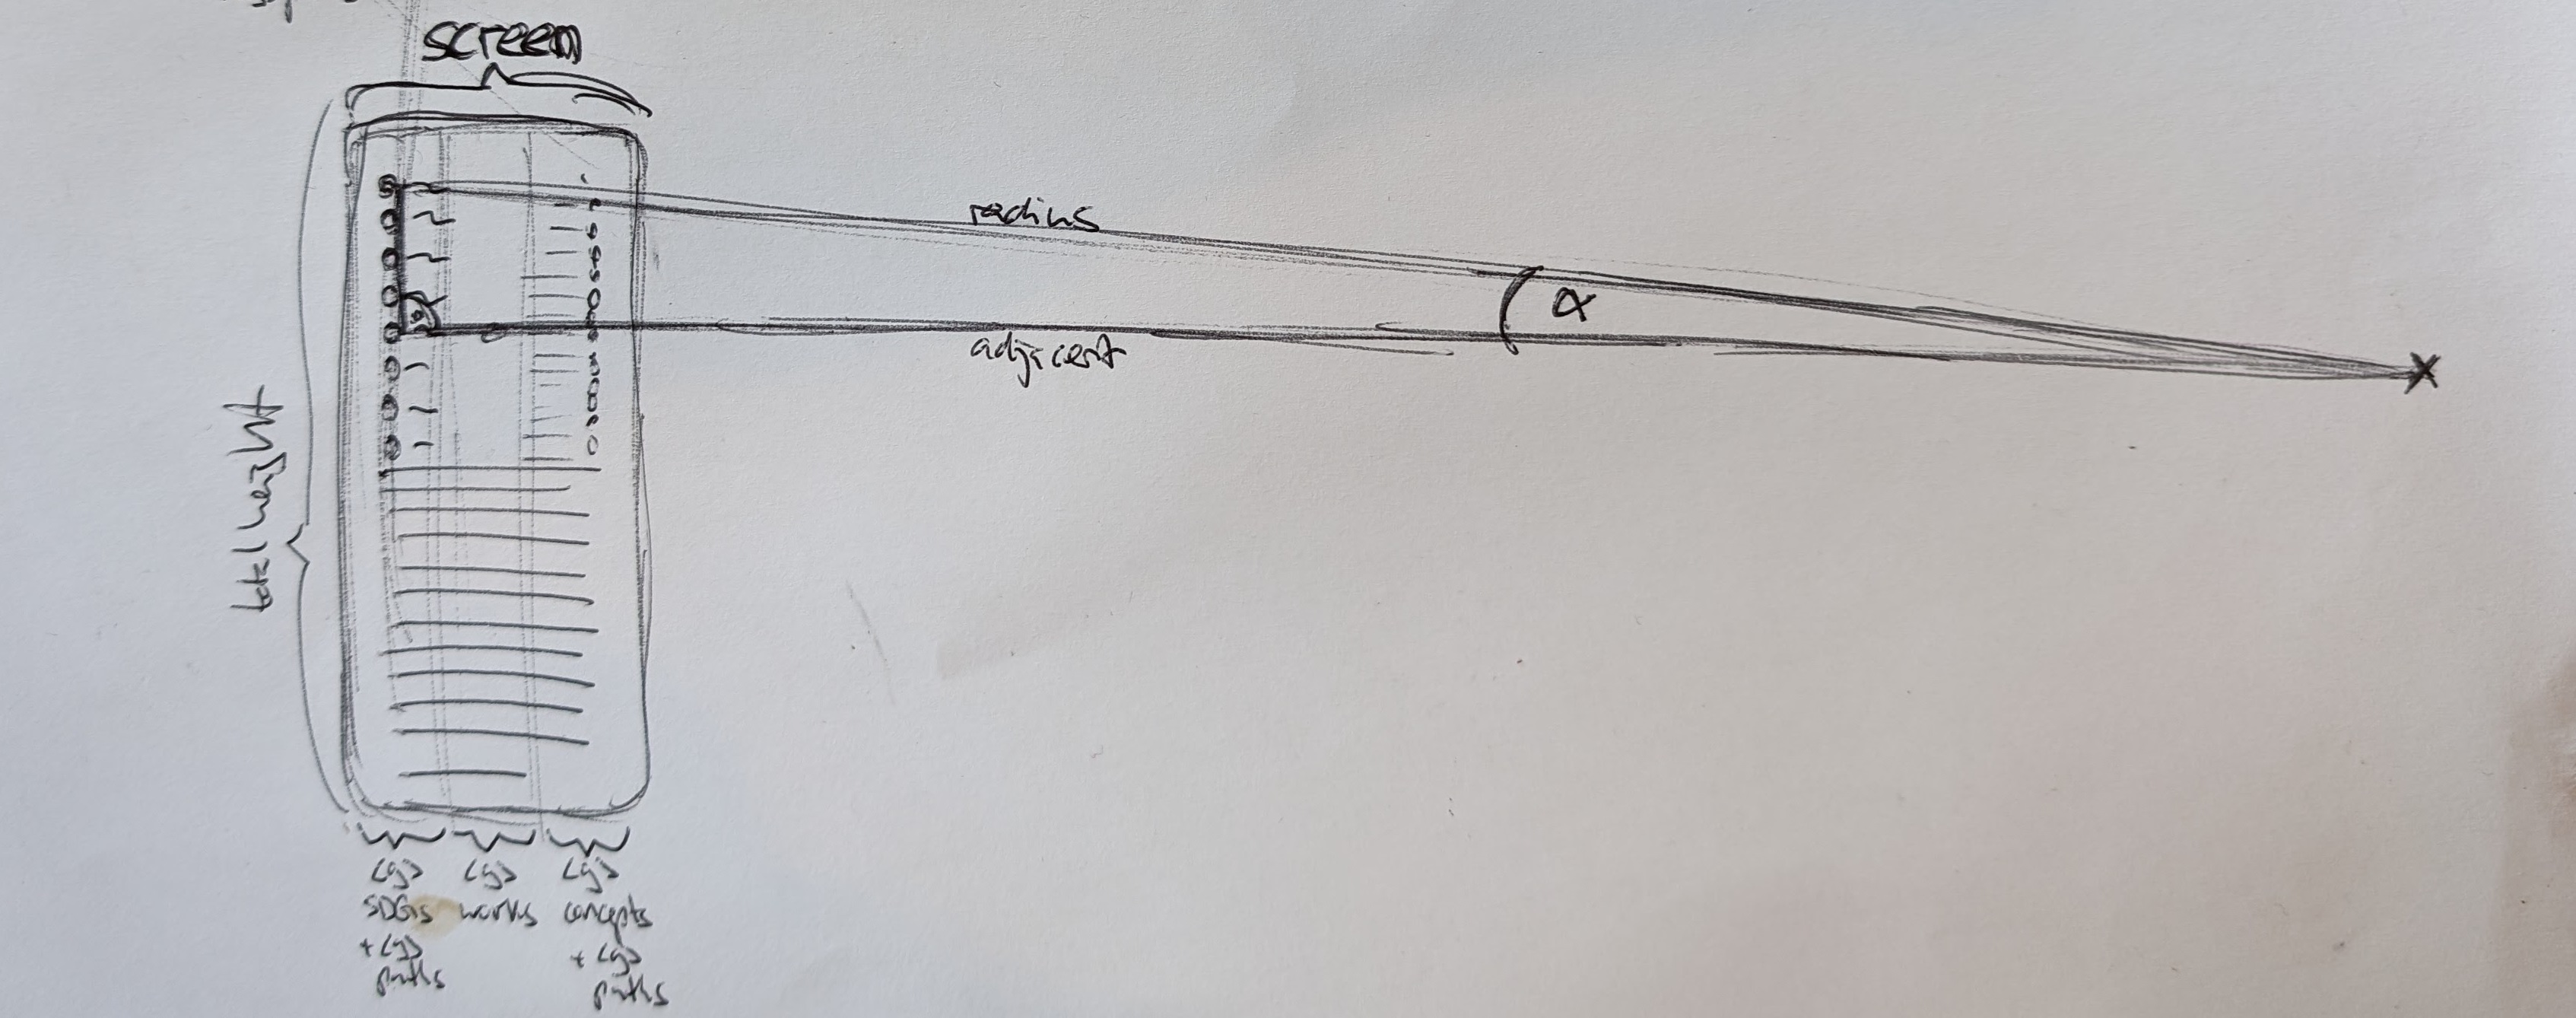 screen
radius
α
adjacent
total height
<g>
SDGs
+ <g>
paths
<g>
works
<g>
concepts
+ <g>
paths